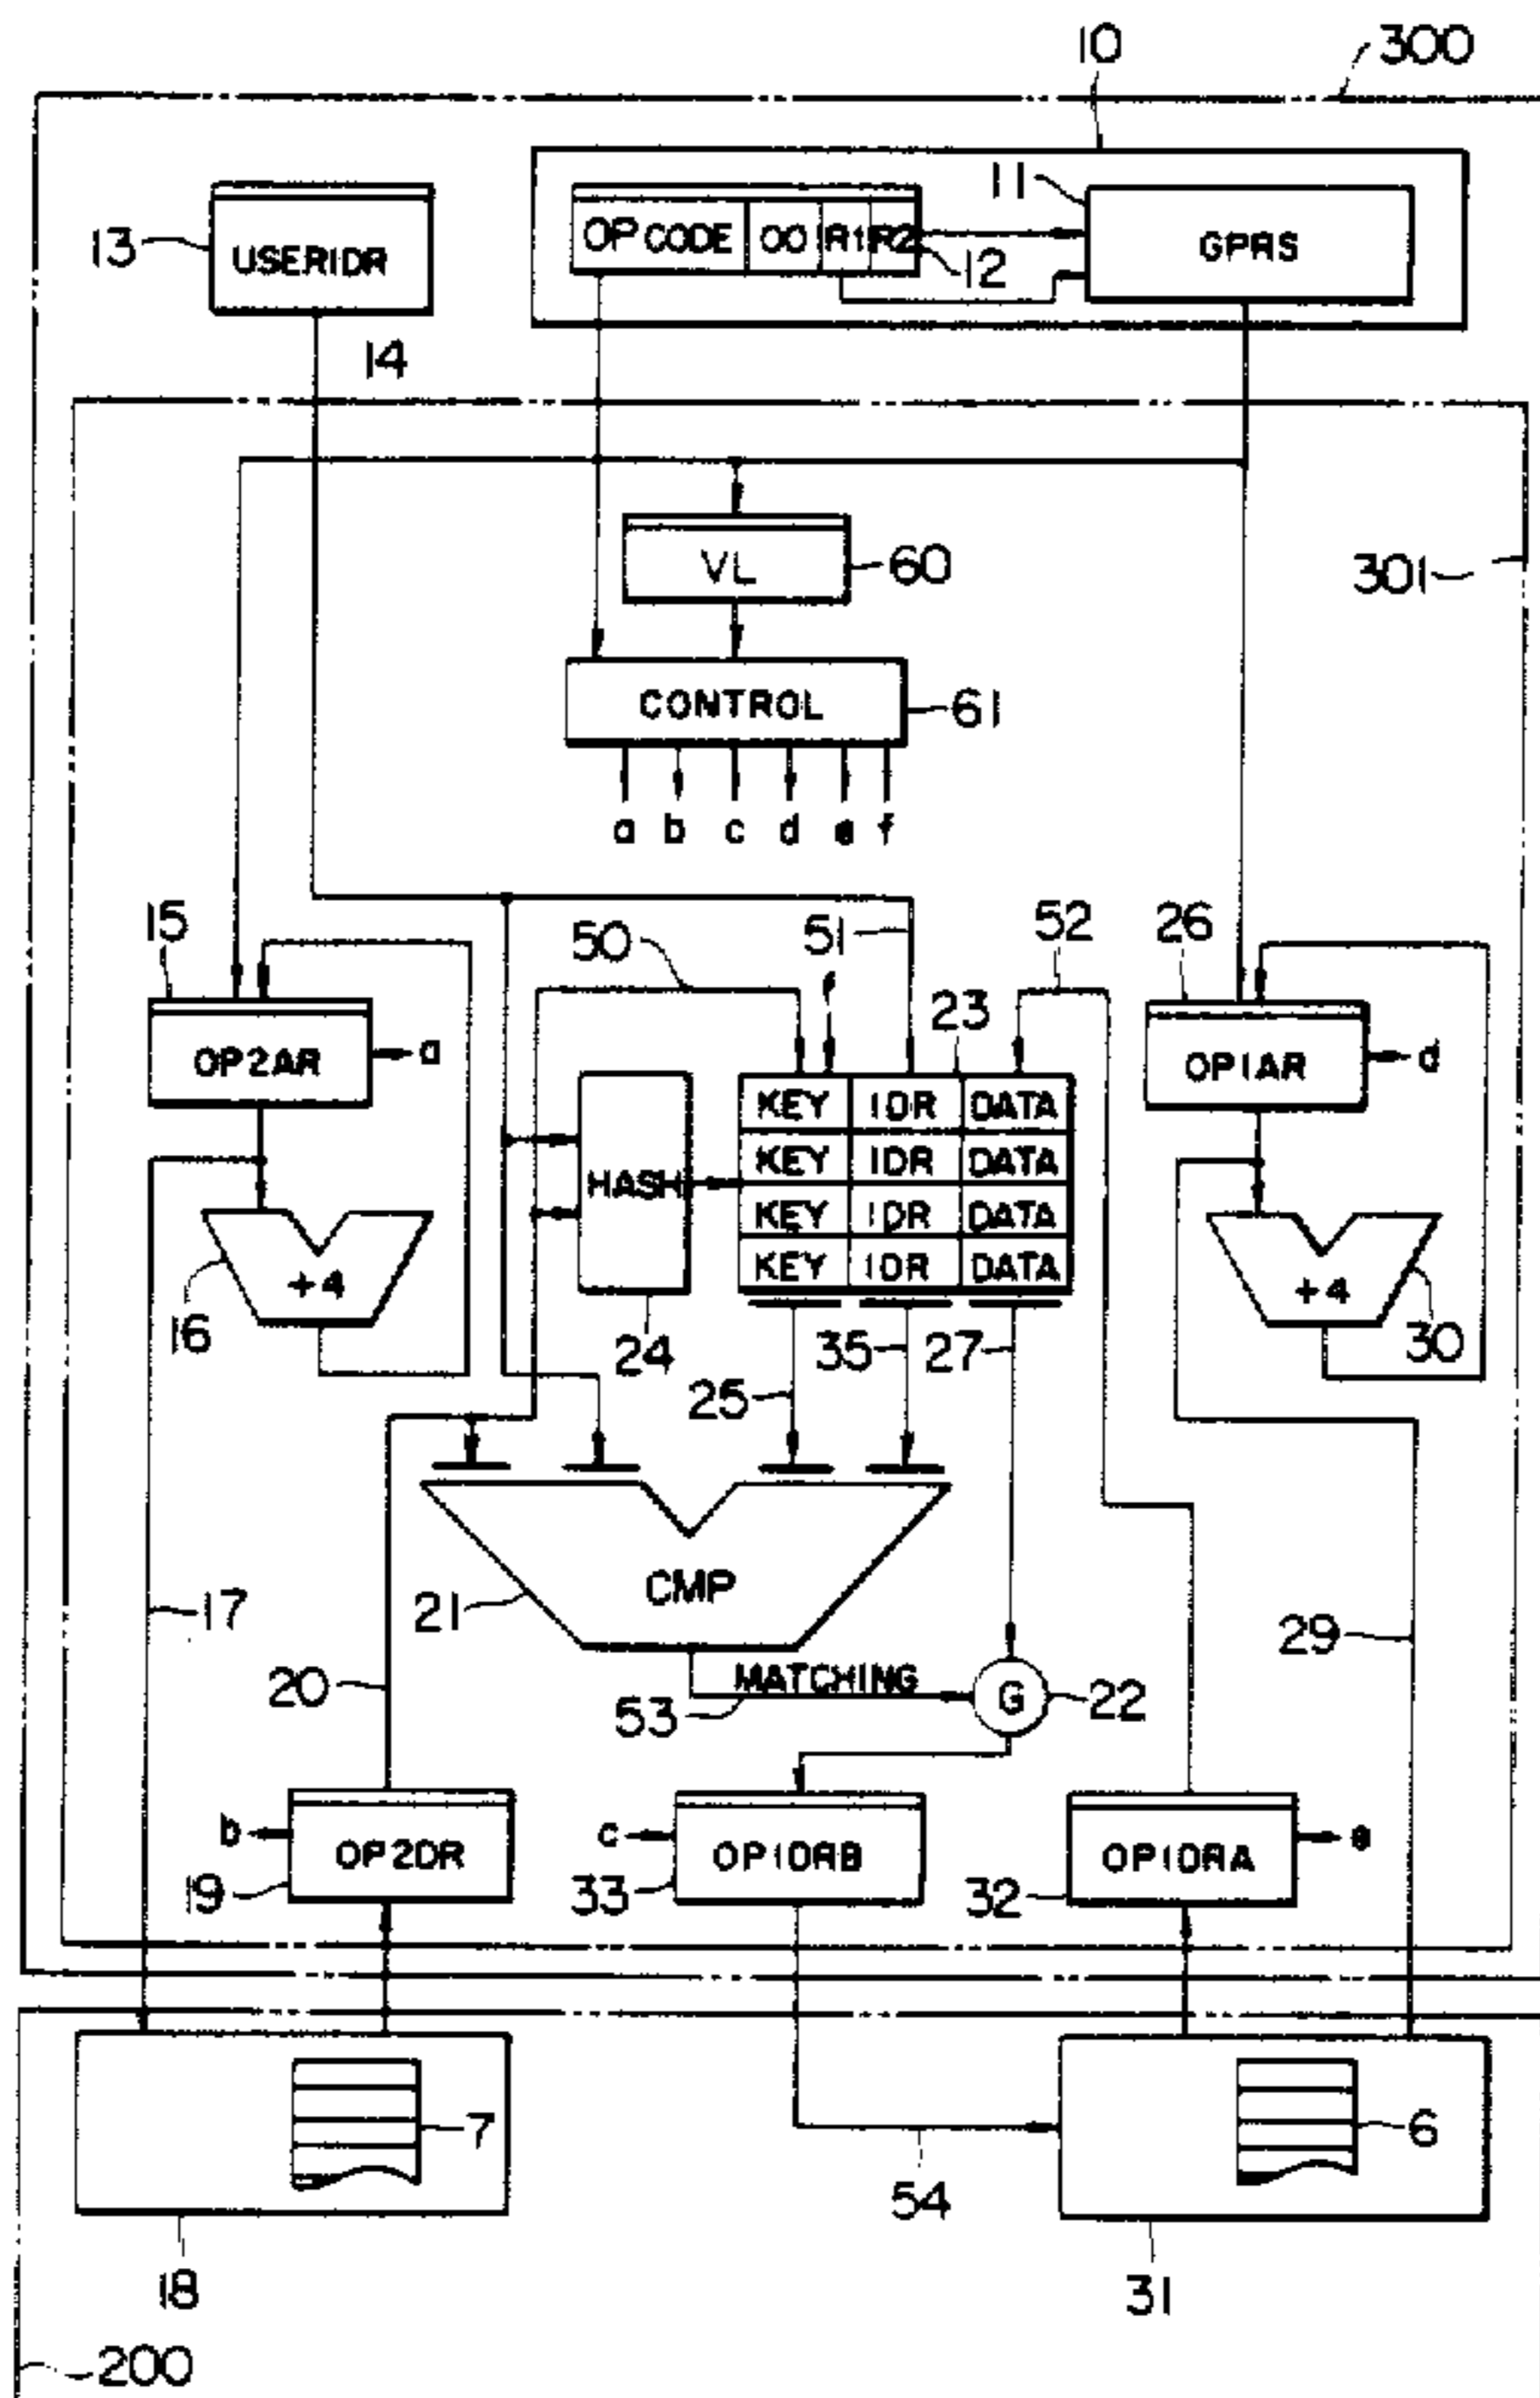 10
300
11
13
USERIDR
OP CODE
00
R1
R2
12
GPRS
14
VL
60
301
CONTROL
61
a b c d e f
15
50
51
52
26
f
23
OP2AR
a
OP1AR
d
HASH
KEY IDR DATA
KEY IDR DATA
KEY IDR DATA
KEY IDR DATA
+4
16
+4
30
24
35
27
25
CMP
21
17
29
20
MATCHING
53
G
22
b
OP2DR
19
c
OP1DRB
33
OP1DRA
e
32
7
6
54
18
31
200